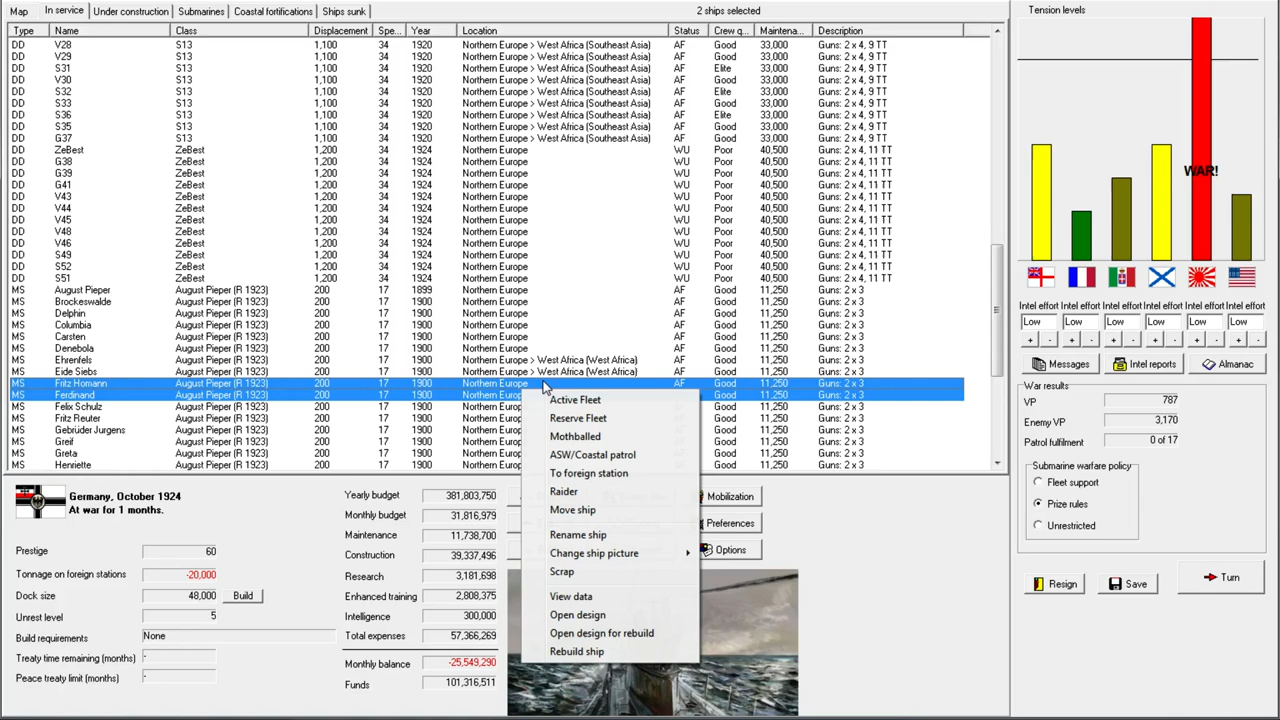 Map In service Under construction Submarines Coastal fortifications Ships sunk 2 ships selected
Type Name Class Displacement Spe... Year Location Status Crew q... Maintena... Description
DD V28 S13 1,100 34 1920 Northern Europe > West Africa (Southeast Asia) AF Good 33,000 Guns: 2 x 4, 9 TT
DD V29 S13 1,100 34 1920 Northern Europe > West Africa (Southeast Asia) AF Good 33,000 Guns: 2 x 4, 9 TT
DD S31 S13 1,100 34 1920 Northern Europe > West Africa (Southeast Asia) AF Elite 33,000 Guns: 2 x 4, 9 TT
DD V30 S13 1,100 34 1920 Northern Europe > West Africa (Southeast Asia) AF Good 33,000 Guns: 2 x 4, 9 TT
DD S32 S13 1,100 34 1920 Northern Europe > West Africa (Southeast Asia) AF Elite 33,000 Guns: 2 x 4, 9 TT
DD S33 S13 1,100 34 1920 Northern Europe > West Africa (Southeast Asia) AF Good 33,000 Guns: 2 x 4, 9 TT
DD S36 S13 1,100 34 1920 Northern Europe > West Africa (Southeast Asia) AF Elite 33,000 Guns: 2 x 4, 9 TT
DD S35 S13 1,100 34 1920 Northern Europe > West Africa (Southeast Asia) AF Good 33,000 Guns: 2 x 4, 9 TT
DD G37 S13 1,100 34 1920 Northern Europe > West Africa (Southeast Asia) AF Good 33,000 Guns: 2 x 4, 9 TT
DD ZeBest ZeBest 1,200 34 1924 Northern Europe WU Poor 40,500 Guns: 2 x 4, 11 TT
DD G38 ZeBest 1,200 34 1924 Northern Europe WU Poor 40,500 Guns: 2 x 4, 11 TT
DD G39 ZeBest 1,200 34 1924 Northern Europe WU Poor 40,500 Guns: 2 x 4, 11 TT
DD G41 ZeBest 1,200 34 1924 Northern Europe WU Poor 40,500 Guns: 2 x 4, 11 TT
DD V43 ZeBest 1,200 34 1924 Northern Europe WU Poor 40,500 Guns: 2 x 4, 11 TT
DD V44 ZeBest 1,200 34 1924 Northern Europe WU Poor 40,500 Guns: 2 x 4, 11 TT
DD V45 ZeBest 1,200 34 1924 Northern Europe WU Poor 40,500 Guns: 2 x 4, 11 TT
DD V48 ZeBest 1,200 34 1924 Northern Europe WU Poor 40,500 Guns: 2 x 4, 11 TT
DD V46 ZeBest 1,200 34 1924 Northern Europe WU Poor 40,500 Guns: 2 x 4, 11 TT
DD S49 ZeBest 1,200 34 1924 Northern Europe WU Poor 40,500 Guns: 2 x 4, 11 TT
DD S52 ZeBest 1,200 34 1924 Northern Europe WU Poor 40,500 Guns: 2 x 4, 11 TT
DD S51 ZeBest 1,200 34 1924 Northern Europe WU Poor 40,500 Guns: 2 x 4, 11 TT
MS August Pieper August Pieper (R 1923) 200 17 1899 Northern Europe AF Good 11,250 Guns: 2 x 3
MS Brockeswalde August Pieper (R 1923) 200 17 1900 Northern Europe AF Good 11,250 Guns: 2 x 3
MS Delphin August Pieper (R 1923) 200 17 1900 Northern Europe AF Good 11,250 Guns: 2 x 3
MS Columbia August Pieper (R 1923) 200 17 1900 Northern Europe AF Good 11,250 Guns: 2 x 3
MS Carsten August Pieper (R 1923) 200 17 1900 Northern Europe AF Good 11,250 Guns: 2 x 3
MS Denebola August Pieper (R 1923) 200 17 1900 Northern Europe AF Good 11,250 Guns: 2 x 3
MS Ehrenfels August Pieper (R 1923) 200 17 1900 Northern Europe > West Africa (West Africa) AF Good 11,250 Guns: 2 x 3
MS Eide Siebs August Pieper (R 1923) 200 17 1900 Northern Europe > West Africa (West Africa) AF Good 11,250 Guns: 2 x 3
MS Fritz Homann August Pieper (R 1923) 200 17 1900 Northern Europe AF Good 11,250 Guns: 2 x 3
MS Ferdinand August Pieper (R 1923) 200 17 1900 Northern Europe Good 11,250 Guns: 2 x 3
MS Felix Schulz August Pieper (R 1923) 200 17 1900 Northern Europe Good 11,250 Guns: 2 x 3
MS Fritz Reuter August Pieper (R 1923) 200 17 1900 Northern Europe Good 11,250 Guns: 2 x 3
MS Gebrüder Jurgens August Pieper (R 1923) 200 17 1900 Northern Europe Good 11,250 Guns: 2 x 3
MS Greif August Pieper (R 1923) 200 17 1900 Northern Europe Good 11,250 Guns: 2 x 3
MS Greta August Pieper (R 1923) 200 17 1900 Northern Europe Good 11,250 Guns: 2 x 3
MS Henriette August Pieper (R 1923) 200 17 1900 Northern Europe Good 11,250 Guns: 2 x 3
Active Fleet
Reserve Fleet
Mothballed
ASW/Coastal patrol
To foreign station
Raider
Move ship
Rename ship
Change ship picture
Scrap
View data
Open design
Open design for rebuild
Rebuild ship
Germany, October 1924
At war for 1 months.
Prestige 60
Tonnage on foreign stations -20,000
Dock size 48,000 Build
Unrest level 5
Build requirements None
Treaty time remaining (months) -
Peace treaty limit (months) -
Yearly budget 381,803,750
Monthly budget 31,816,979
Maintenance 11,738,700
Construction 39,337,496
Research 3,181,698
Enhanced training 2,808,375
Intelligence 300,000
Total expenses 57,366,269
Monthly balance -25,549,290
Funds 101,316,511
Mobilization
Preferences
Options
Tension levels
WAR!
Intel effort Intel effort Intel effort Intel effort Intel effort Intel effort
Low Low Low Low Low Low
+ - + - + - + - + - + -
Messages Intel reports Almanac
War results
VP 787
Enemy VP 3,170
Patrol fulfilment 0 of 17
Submarine warfare policy
Fleet support
Prize rules
Unrestricted
Resign Save Turn